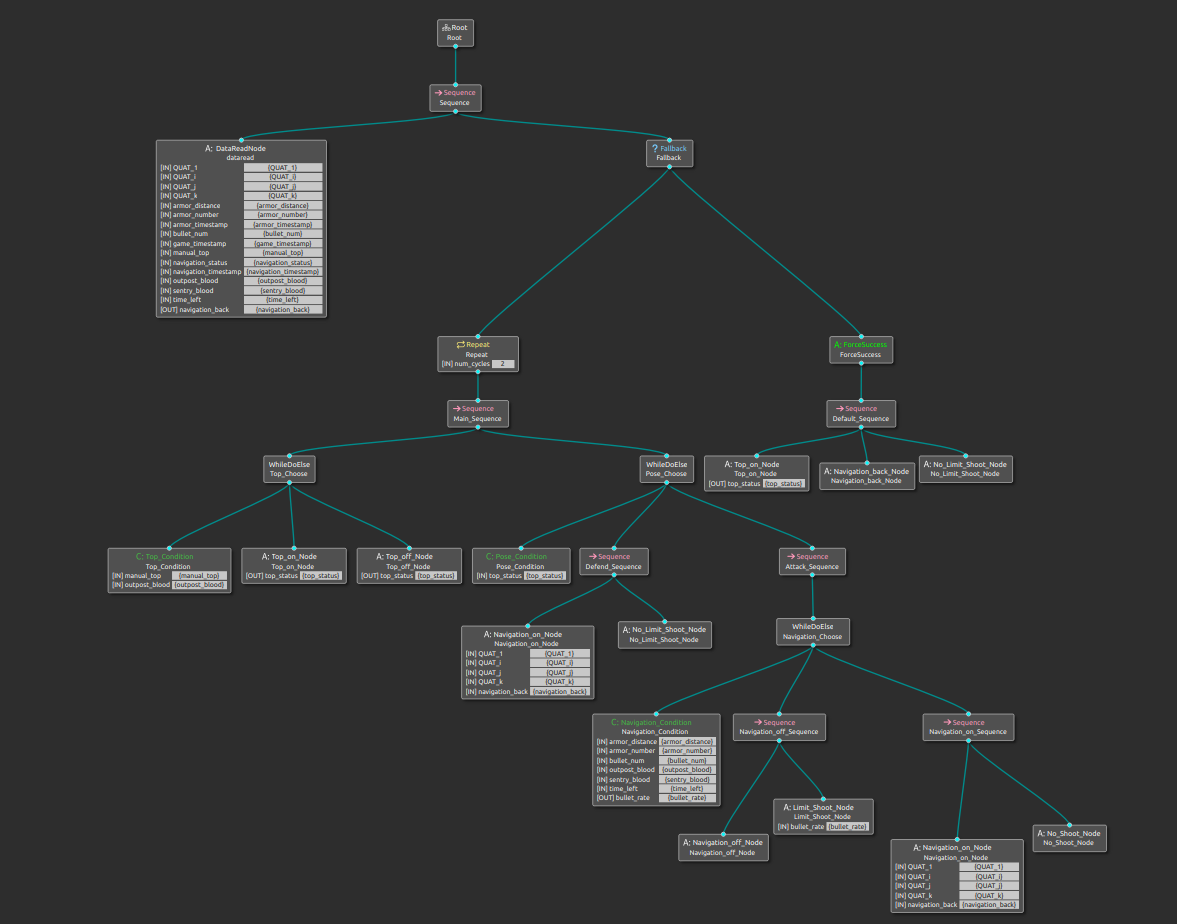 Root
Root
Sequence
Sequence
A: DataReadNode
dataread
[IN] QUAT_1 {QUAT_1}
[IN] QUAT_i {QUAT_i}
[IN] QUAT_j {QUAT_j}
[IN] QUAT_k {QUAT_k}
[IN] armor_distance {armor_distance}
[IN] armor_number {armor_number}
[IN] armor_timestamp {armor_timestamp}
[IN] bullet_num {bullet_num}
[IN] game_timestamp {game_timestamp}
[IN] manual_top {manual_top}
[IN] navigation_status {navigation_status}
[IN] navigation_timestamp {navigation_timestamp}
[IN] outpost_blood {outpost_blood}
[IN] sentry_blood {sentry_blood}
[IN] time_left {time_left}
[OUT] navigation_back {navigation_back}
? Fallback
Fallback
Repeat
Repeat
[IN] num_cycles 2
A: ForceSuccess
ForceSuccess
Sequence
Main_Sequence
Sequence
Default_Sequence
WhileDoElse
Top_Choose
WhileDoElse
Pose_Choose
A: Top_on_Node
Top_on_Node
[OUT] top_status {top_status}
A: Navigation_back_Node
Navigation_back_Node
A: No_Limit_Shoot_Node
No_Limit_Shoot_Node
C: Top_Condition
Top_Condition
[IN] manual_top {manual_top}
[IN] outpost_blood {outpost_blood}
A: Top_on_Node
Top_on_Node
[OUT] top_status {top_status}
A: Top_off_Node
Top_off_Node
[OUT] top_status {top_status}
C: Pose_Condition
Pose_Condition
[IN] top_status {top_status}
Sequence
Defend_Sequence
Sequence
Attack_Sequence
A: Navigation_on_Node
Navigation_on_Node
[IN] QUAT_1 {QUAT_1}
[IN] QUAT_i {QUAT_i}
[IN] QUAT_j {QUAT_j}
[IN] QUAT_k {QUAT_k}
[IN] navigation_back {navigation_back}
A: No_Limit_Shoot_Node
No_Limit_Shoot_Node
WhileDoElse
Navigation_Choose
C: Navigation_Condition
Navigation_Condition
[IN] armor_distance {armor_distance}
[IN] armor_number {armor_number}
[IN] bullet_num {bullet_num}
[IN] outpost_blood {outpost_blood}
[IN] sentry_blood {sentry_blood}
[IN] time_left {time_left}
[OUT] bullet_rate {bullet_rate}
Sequence
Navigation_off_Sequence
Sequence
Navigation_on_Sequence
A: Navigation_off_Node
Navigation_off_Node
A: Limit_Shoot_Node
Limit_Shoot_Node
[IN] bullet_rate {bullet_rate}
A: Navigation_on_Node
Navigation_on_Node
[IN] QUAT_1 {QUAT_1}
[IN] QUAT_i {QUAT_i}
[IN] QUAT_j {QUAT_j}
[IN] QUAT_k {QUAT_k}
[IN] navigation_back {navigation_back}
A: No_Shoot_Node
No_Shoot_Node